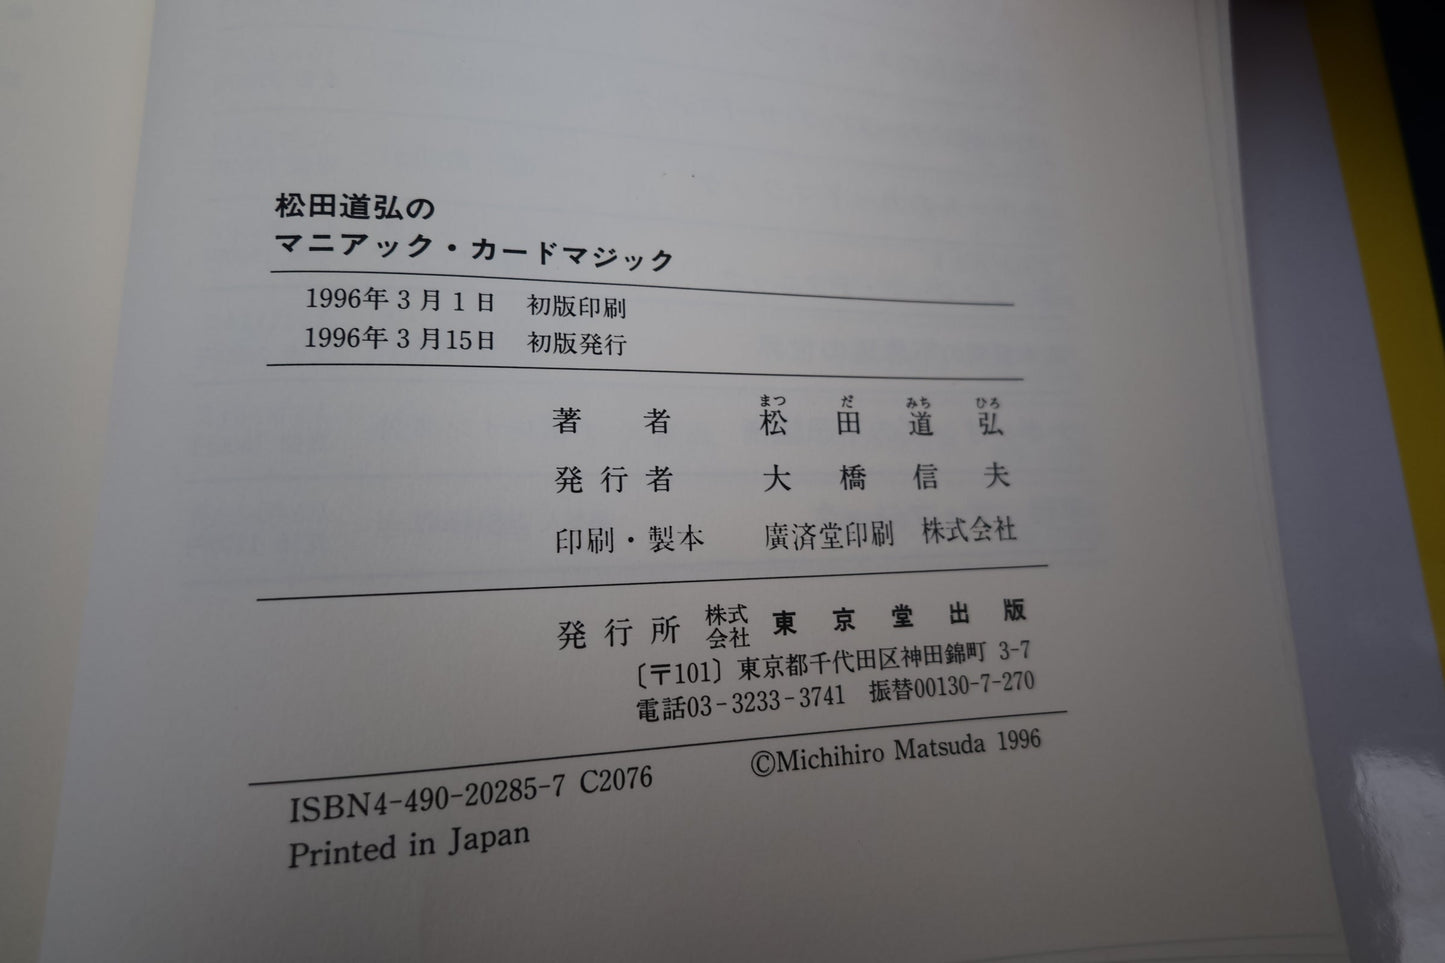 松田道弘の
マニアック・カードマジック
1996年3月1日 初版印刷
1996年3月15日 初版発行
まつ だ みち ひろ
著者 松田道弘
発行者 大橋信夫
印刷・製本 廣済堂印刷 株式会社
発行所 株式会社 東京堂出版
〔〒101〕東京都千代田区神田錦町 3-7
電話03-3233-3741 振替00130-7-270
ISBN4-490-20285-7 C2076
©Michihiro Matsuda 1996
Printed in Japan